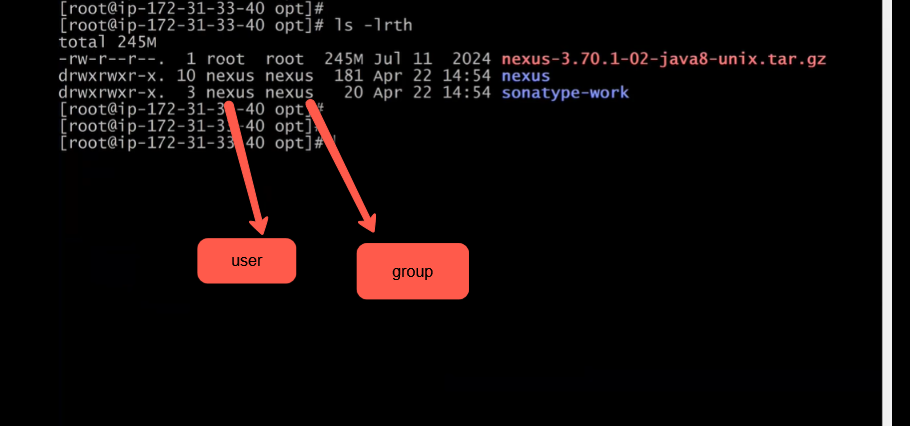 [root@ip-172-31-33-40 opt]#
[root@ip-172-31-33-40 opt]# ls -lrth
total 245M
-rw-r--r--.  1 root  root  245M Jul 11  2024 nexus-3.70.1-02-java8-unix.tar.gz
drwxrwxr-x. 10 nexus nexus  181 Apr 22 14:54 nexus
drwxrwxr-x.  3 nexus nexus   20 Apr 22 14:54 sonatype-work
[root@ip-172-31-33-40 opt]#
[root@ip-172-31-33-40 opt]#
[root@ip-172-31-33-40 opt]#
user
group